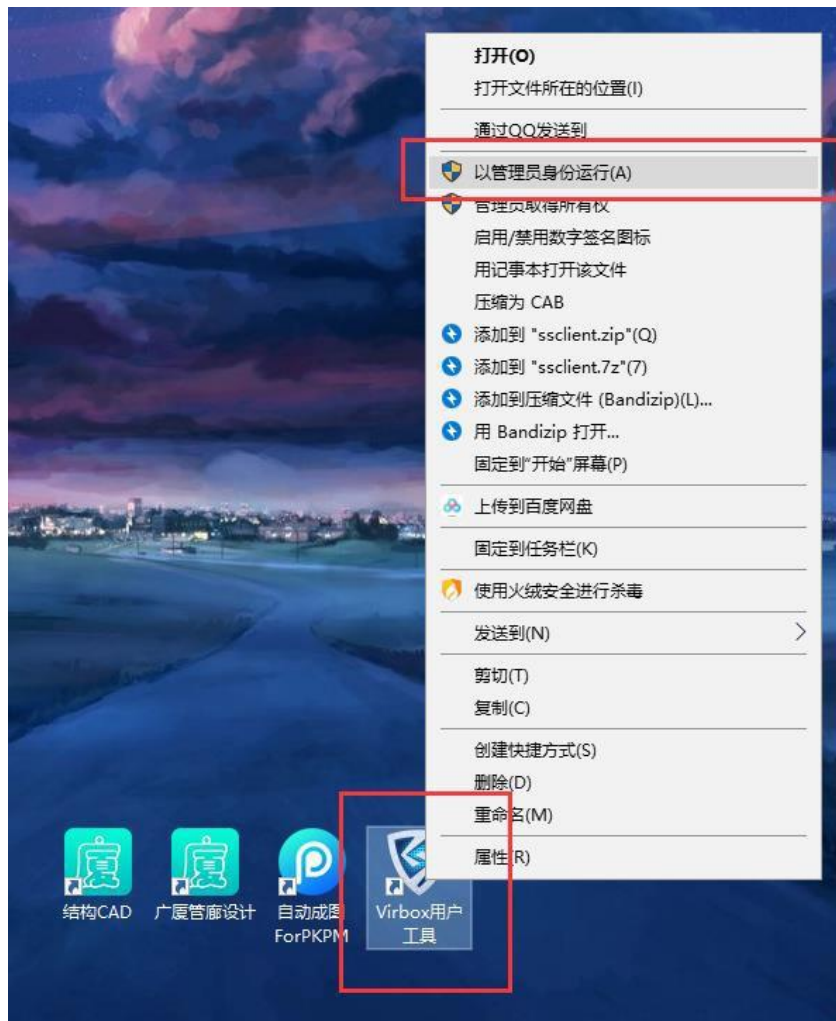 打开(O)
打开文件所在的位置(I)
通过QQ发送到
以管理员身份运行(A)
管理员取得所有权
启用/禁用数字签名图标
用记事本打开该文件
压缩为 CAB
添加到 "ssclient.zip"(Q)
添加到 "ssclient.7z"(7)
添加到压缩文件 (Bandizip)(L)...
用 Bandizip 打开...
固定到"开始"屏幕(P)
上传到百度网盘
固定到任务栏(K)
使用火绒安全进行杀毒
发送到(N)
剪切(T)
复制(C)
创建快捷方式(S)
删除(D)
重命名(M)
属性(R)
结构CAD
广厦管廊设计
自动成图
ForPKPM
Virbox用户
工具